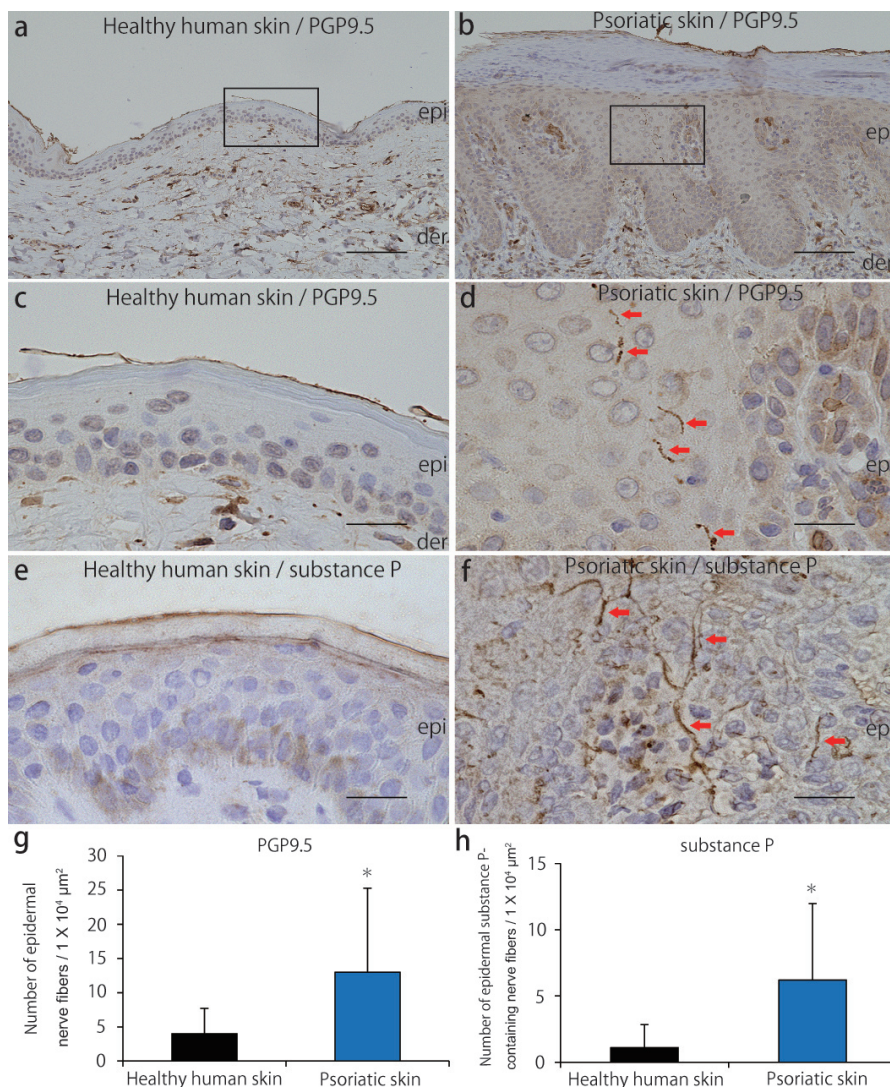 a Healthy human skin / PGP9.5
epi
der
b Psoriatic skin / PGP9.5
ep
der
c Healthy human skin / PGP9.5
epi
der
d Psoriatic skin / PGP9.5
ep
e Healthy human skin / substance P
epi
f Psoriatic skin / substance P
ep
g PGP9.5
Number of epidermal
nerve fibers / 1 X 10⁴ µm²
30
25
20
15
10
5
0
*
Healthy human skin Psoriatic skin
h substance P
Number of epidermal substance P-
containing nerve fibers / 1 X 10⁴ µm²
15
10
5
0
*
Healthy human skin Psoriatic skin